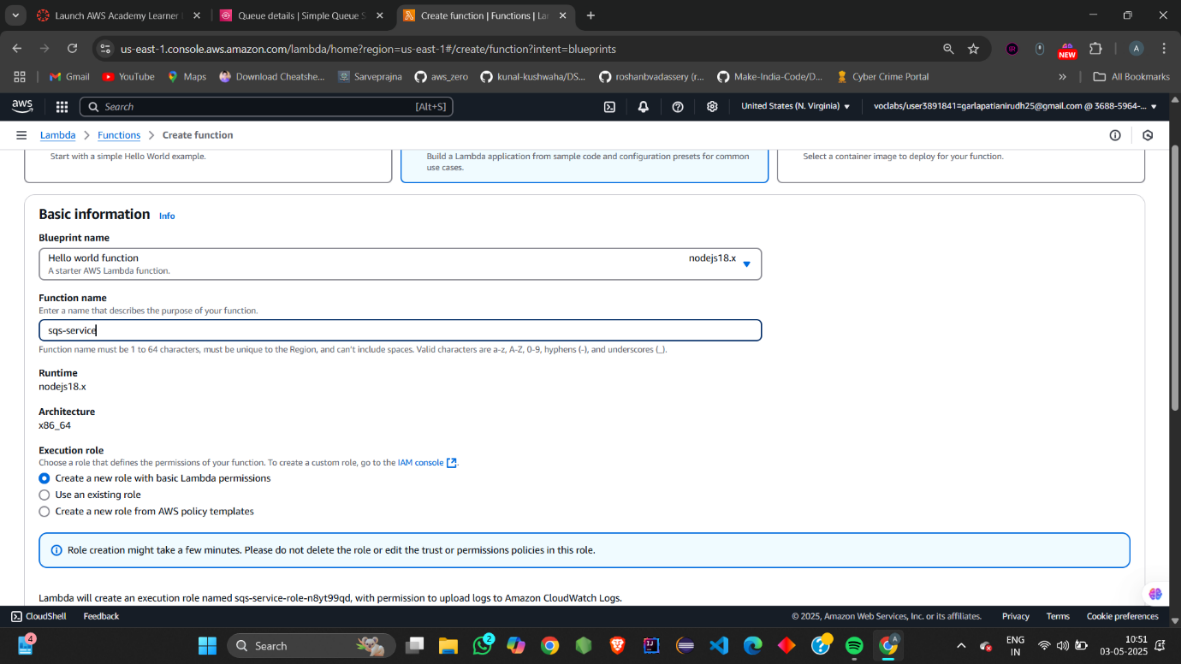 Launch AWS Academy Learner
Queue details | Simple Queue S
Create function | Functions | La
us-east-1.console.aws.amazon.com/lambda/home?region=us-east-1#/create/function?intent=blueprints
NEW
A
Gmail
YouTube
Maps
Download Cheatshe...
Sarveprajna
aws_zero
kunal-kushwaha/DS...
roshanbvadassery (r...
Make-India-Code/D...
Cyber Crime Portal
All Bookmarks
aws
Search
[Alt+S]
United States (N. Virginia)
voclabs/user3891841=garlapatianirudh25@gmail.com @ 3688-5964-...
Lambda
Functions
Create function
Start with a simple Hello World example.
Build a Lambda application from sample code and configuration presets for common
use cases.
Select a container image to deploy for your function.
Basic information Info
Blueprint name
Hello world function
nodejs18.x
A starter AWS Lambda function.
Function name
Enter a name that describes the purpose of your function.
sqs-service
Function name must be 1 to 64 characters, must be unique to the Region, and can't include spaces. Valid characters are a-z, A-Z, 0-9, hyphens (-), and underscores (_).
Runtime
nodejs18.x
Architecture
x86_64
Execution role
Choose a role that defines the permissions of your function. To create a custom role, go to the IAM console.
Create a new role with basic Lambda permissions
Use an existing role
Create a new role from AWS policy templates
Role creation might take a few minutes. Please do not delete the role or edit the trust or permissions policies in this role.
Lambda will create an execution role named sqs-service-role-n8yt99qd, with permission to upload logs to Amazon CloudWatch Logs.
CloudShell
Feedback
© 2025, Amazon Web Services, Inc. or its affiliates.
Privacy
Terms
Cookie preferences
4
Search
2
A
ENG
IN
10:51
03-05-2025